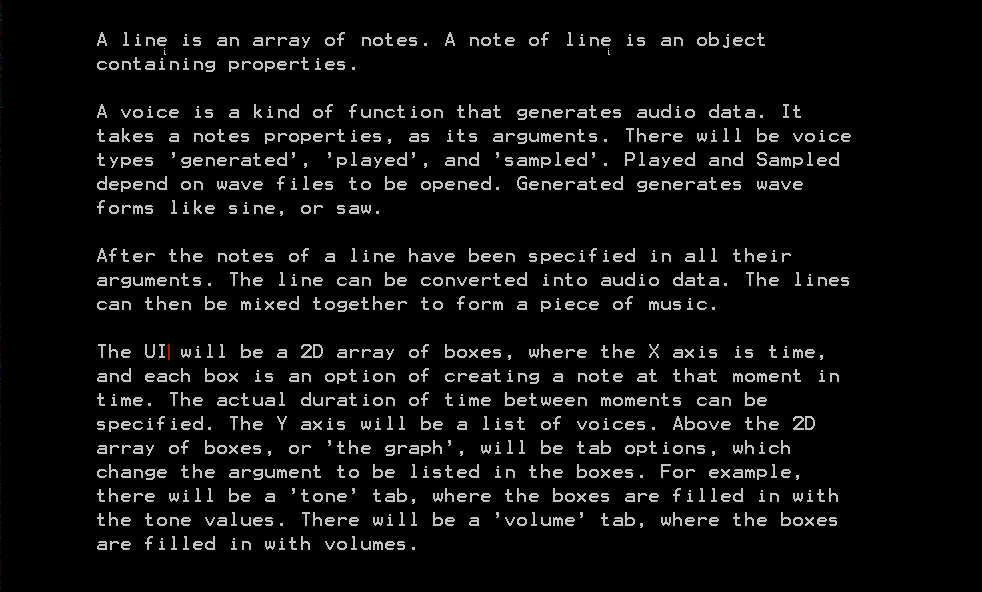 A line is an array of notes. A note of line is an object
containing properties.
A voice is a kind of function that generates audio data. It
takes a notes properties, as its arguments. There will be voice
types 'generated', 'played', and 'sampled'. Played and Sampled
depend on wave files to be opened. Generated generates wave
forms like sine, or saw.
After the notes of a line have been specified in all their
arguments. The line can be converted into audio data. The lines
can then be mixed together to form a piece of music.
The UI will be a 2D array of boxes, where the X axis is time,
and each box is an option of creating a note at that moment in
time. The actual duration of time between moments can be
specified. The Y axis will be a list of voices. Above the 2D
array of boxes, or 'the graph', will be tab options, which
change the argument to be listed in the boxes. For example,
there will be a 'tone' tab, where the boxes are filled in with
the tone values. There will be a 'volume' tab, where the boxes
are filled in with volumes.